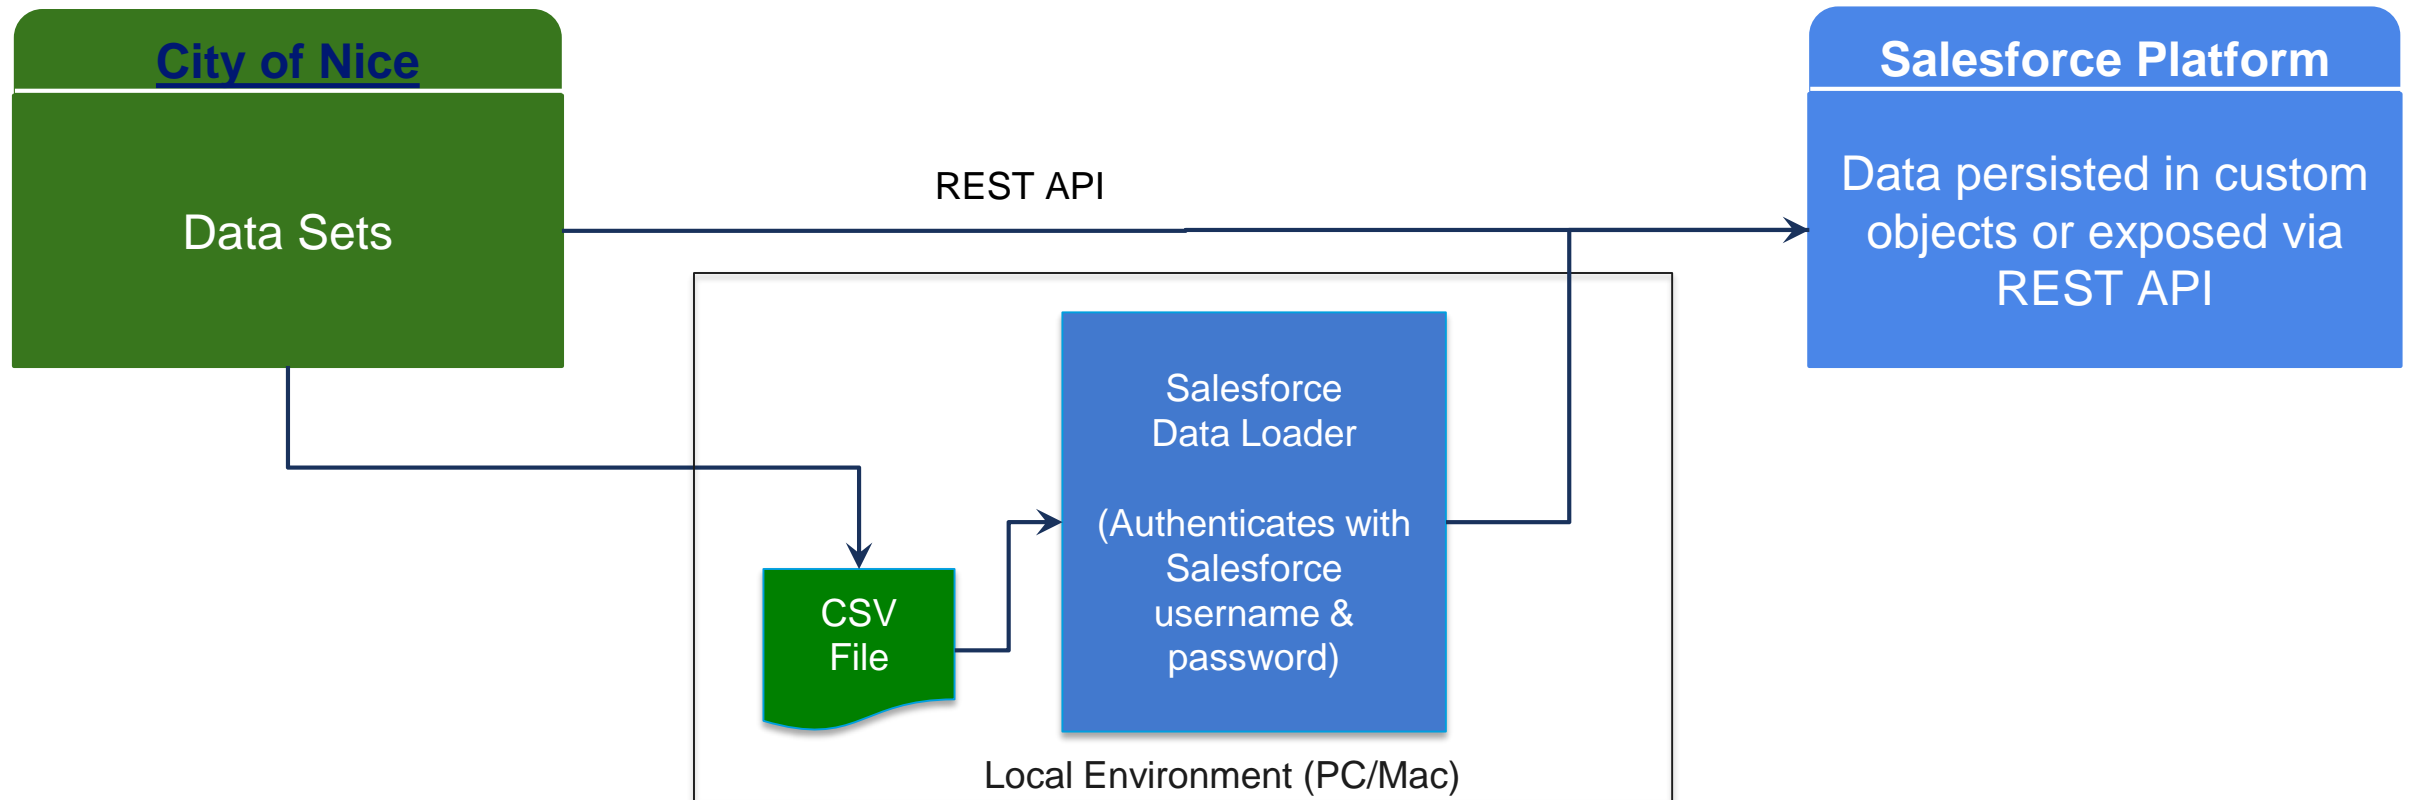 City of Nice
Data Sets
REST API
Salesforce Platform
Data persisted in custom
objects or exposed via
REST API
Salesforce
Data Loader
(Authenticates with
Salesforce
username &
password)
CSV
File
Local Environment (PC/Mac)